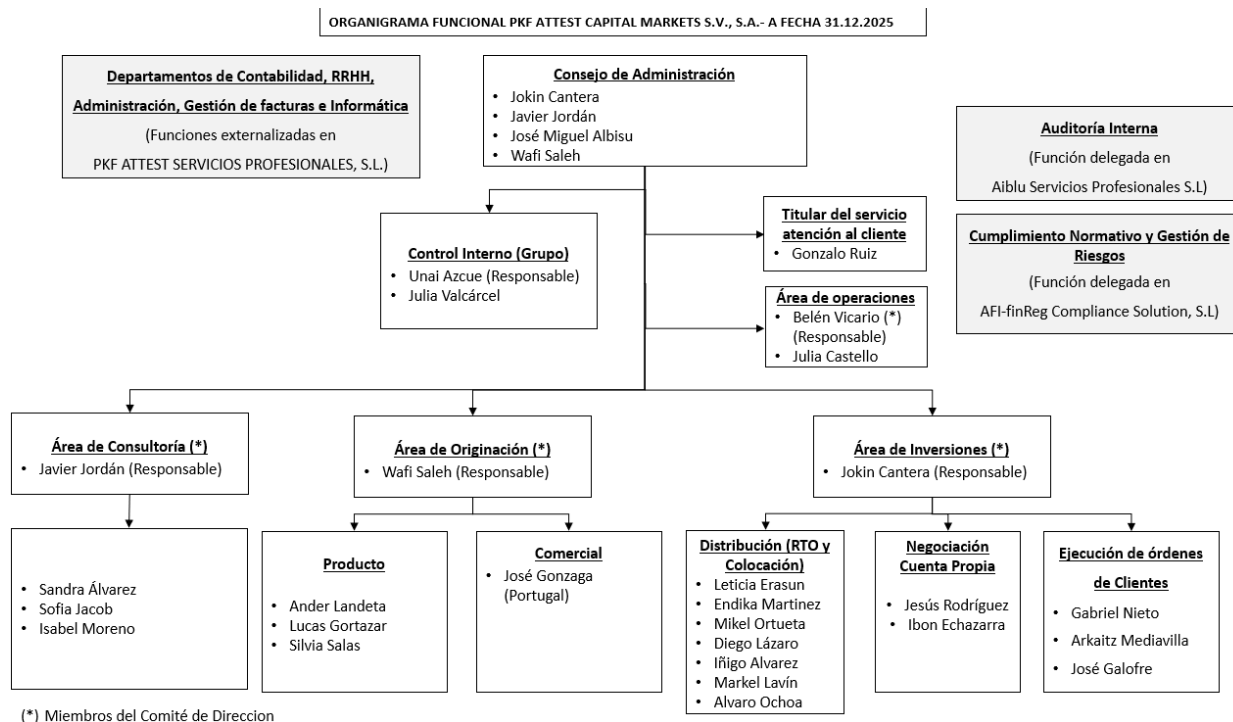 ORGANIGRAMA FUNCIONAL PKF ATTEST CAPITAL MARKETS S.V., S.A.- A FECHA 31.12.2025
Departamentos de Contabilidad, RRHH,
Administración, Gestión de facturas e Informática
(Funciones externalizadas en
PKF ATTEST SERVICIOS PROFESIONALES, S.L.)
Consejo de Administración
• Jokin Cantera
• Javier Jordán
• José Miguel Albisu
• Wafi Saleh
Auditoría Interna
(Función delegada en
Aiblu Servicios Profesionales S.L)
Control Interno (Grupo)
• Unai Azcue (Responsable)
• Julia Valcárcel
Titular del servicio
atención al cliente
• Gonzalo Ruiz
Cumplimiento Normativo y Gestión de
Riesgos
(Función delegada en
AFI-finReg Compliance Solution, S.L)
Área de operaciones
• Belén Vicario (*)
(Responsable)
• Julia Castello
Área de Consultoría (*)
• Javier Jordán (Responsable)
Área de Originación (*)
• Wafi Saleh (Responsable)
Área de Inversiones (*)
• Jokin Cantera (Responsable)
• Sandra Álvarez
• Sofia Jacob
• Isabel Moreno
Producto
• Ander Landeta
• Lucas Gortazar
• Silvia Salas
Comercial
• José Gonzaga
(Portugal)
Distribución (RTO y
Colocación)
• Leticia Erasun
• Endika Martinez
• Mikel Ortueta
• Diego Lázaro
• Iñigo Alvarez
• Markel Lavín
• Alvaro Ochoa
Negociación
Cuenta Propia
• Jesús Rodríguez
• Ibon Echazarra
Ejecución de órdenes
de Clientes
• Gabriel Nieto
• Arkaitz Mediavilla
• José Galofre
(*) Miembros del Comité de Direccion